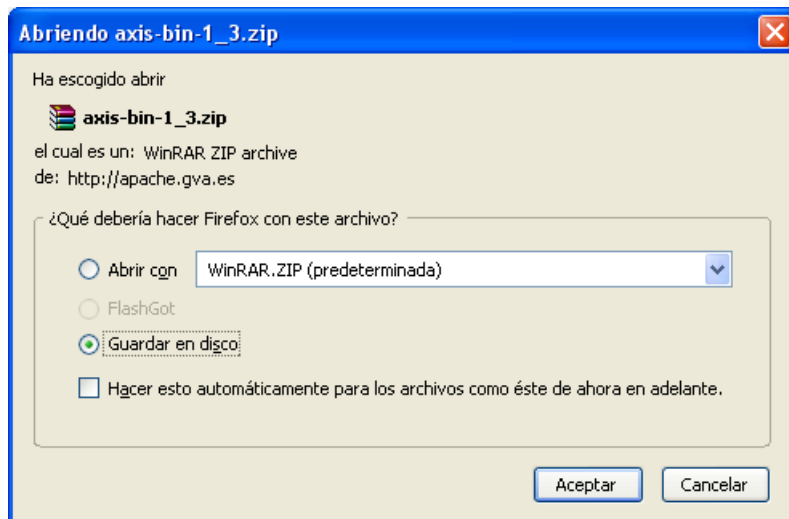 Abriendo axis-bin-1_3.zip
Ha escogido abrir
axis-bin-1_3.zip
el cual es un: WinRAR ZIP archive
de: http://apache.gva.es
¿Qué debería hacer Firefox con este archivo?
Abrir con WinRAR.ZIP (predeterminada)
FlashGot
Guardar en disco
Hacer esto automáticamente para los archivos como éste de ahora en adelante.
Aceptar Cancelar